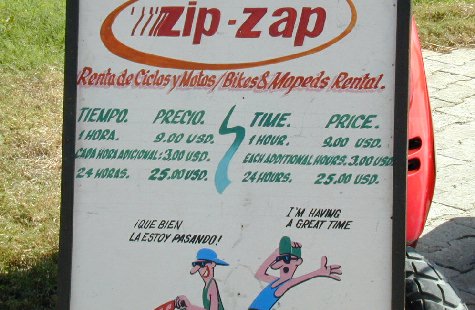 zip-zap
Renta de Ciclos y Motos / Bikes & Mopeds Rental.
TIEMPO. PRECIO. TIME. PRICE.
1 HORA. 9.00 USD. 1 HOUR. 9.00 USD.
CADA HORA ADICIONAL: 3.00 USD. EACH ADDITIONAL HOURS: 3.00 USD
24 HORAS. 25.00 USD. 24 HOURS. 25.00 USD.
¡QUE BIEN
LA ESTOY PASANDO!
I'M HAVING
A GREAT TIME